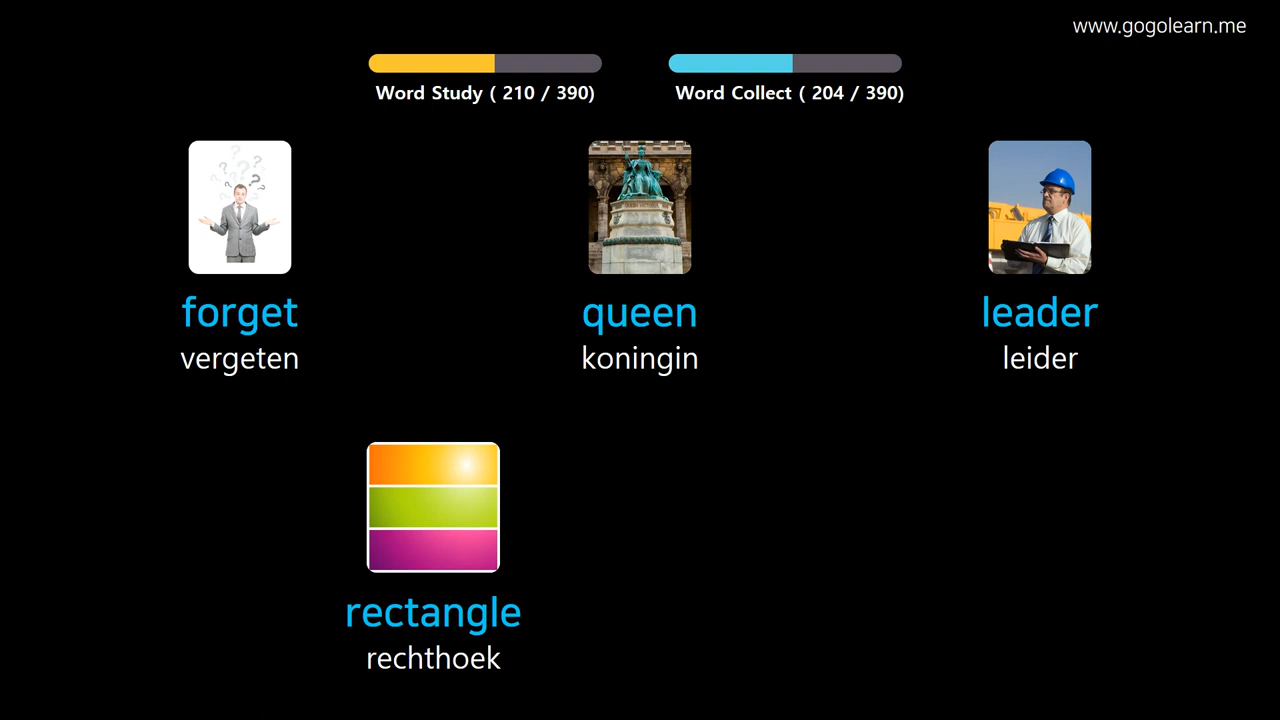 www.gogolearn.me
Word Study ( 210 / 390)
Word Collect ( 204 / 390)
forget
vergeten
queen
koningin
leader
leider
rectangle
rechthoek